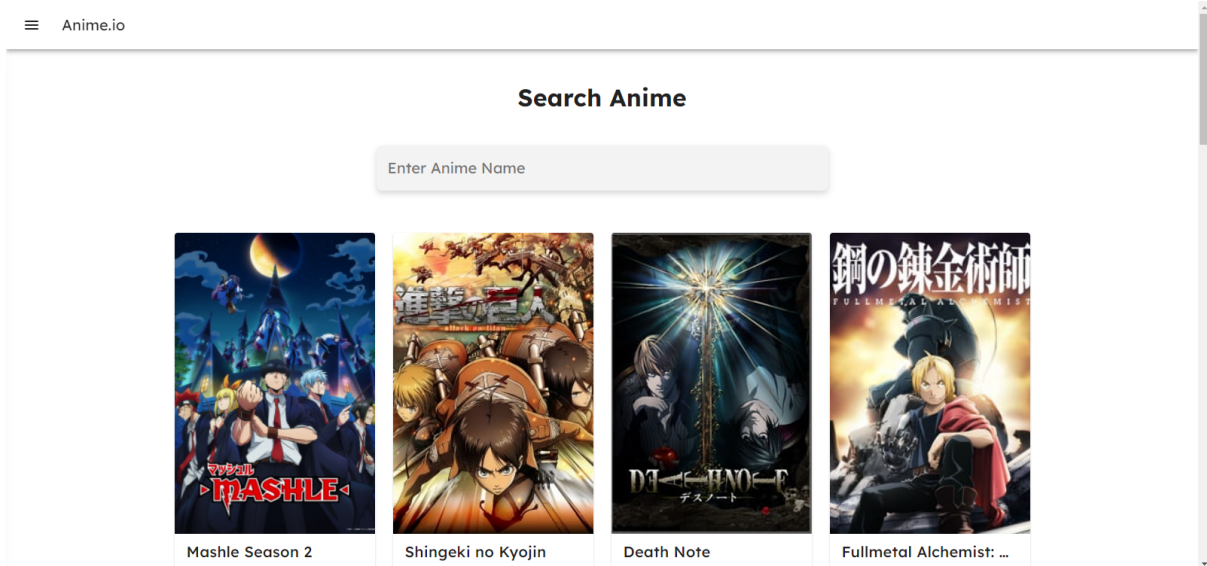 Anime.io
Search Anime
Enter Anime Name
マッシュル
MASHLE
進撃の巨人
attack on titan
DEATH NOTE
デスノート
鋼の錬金術師
FULLMETAL ALCHEMIST
Mashle Season 2
Shingeki no Kyojin
Death Note
Fullmetal Alchemist: ...